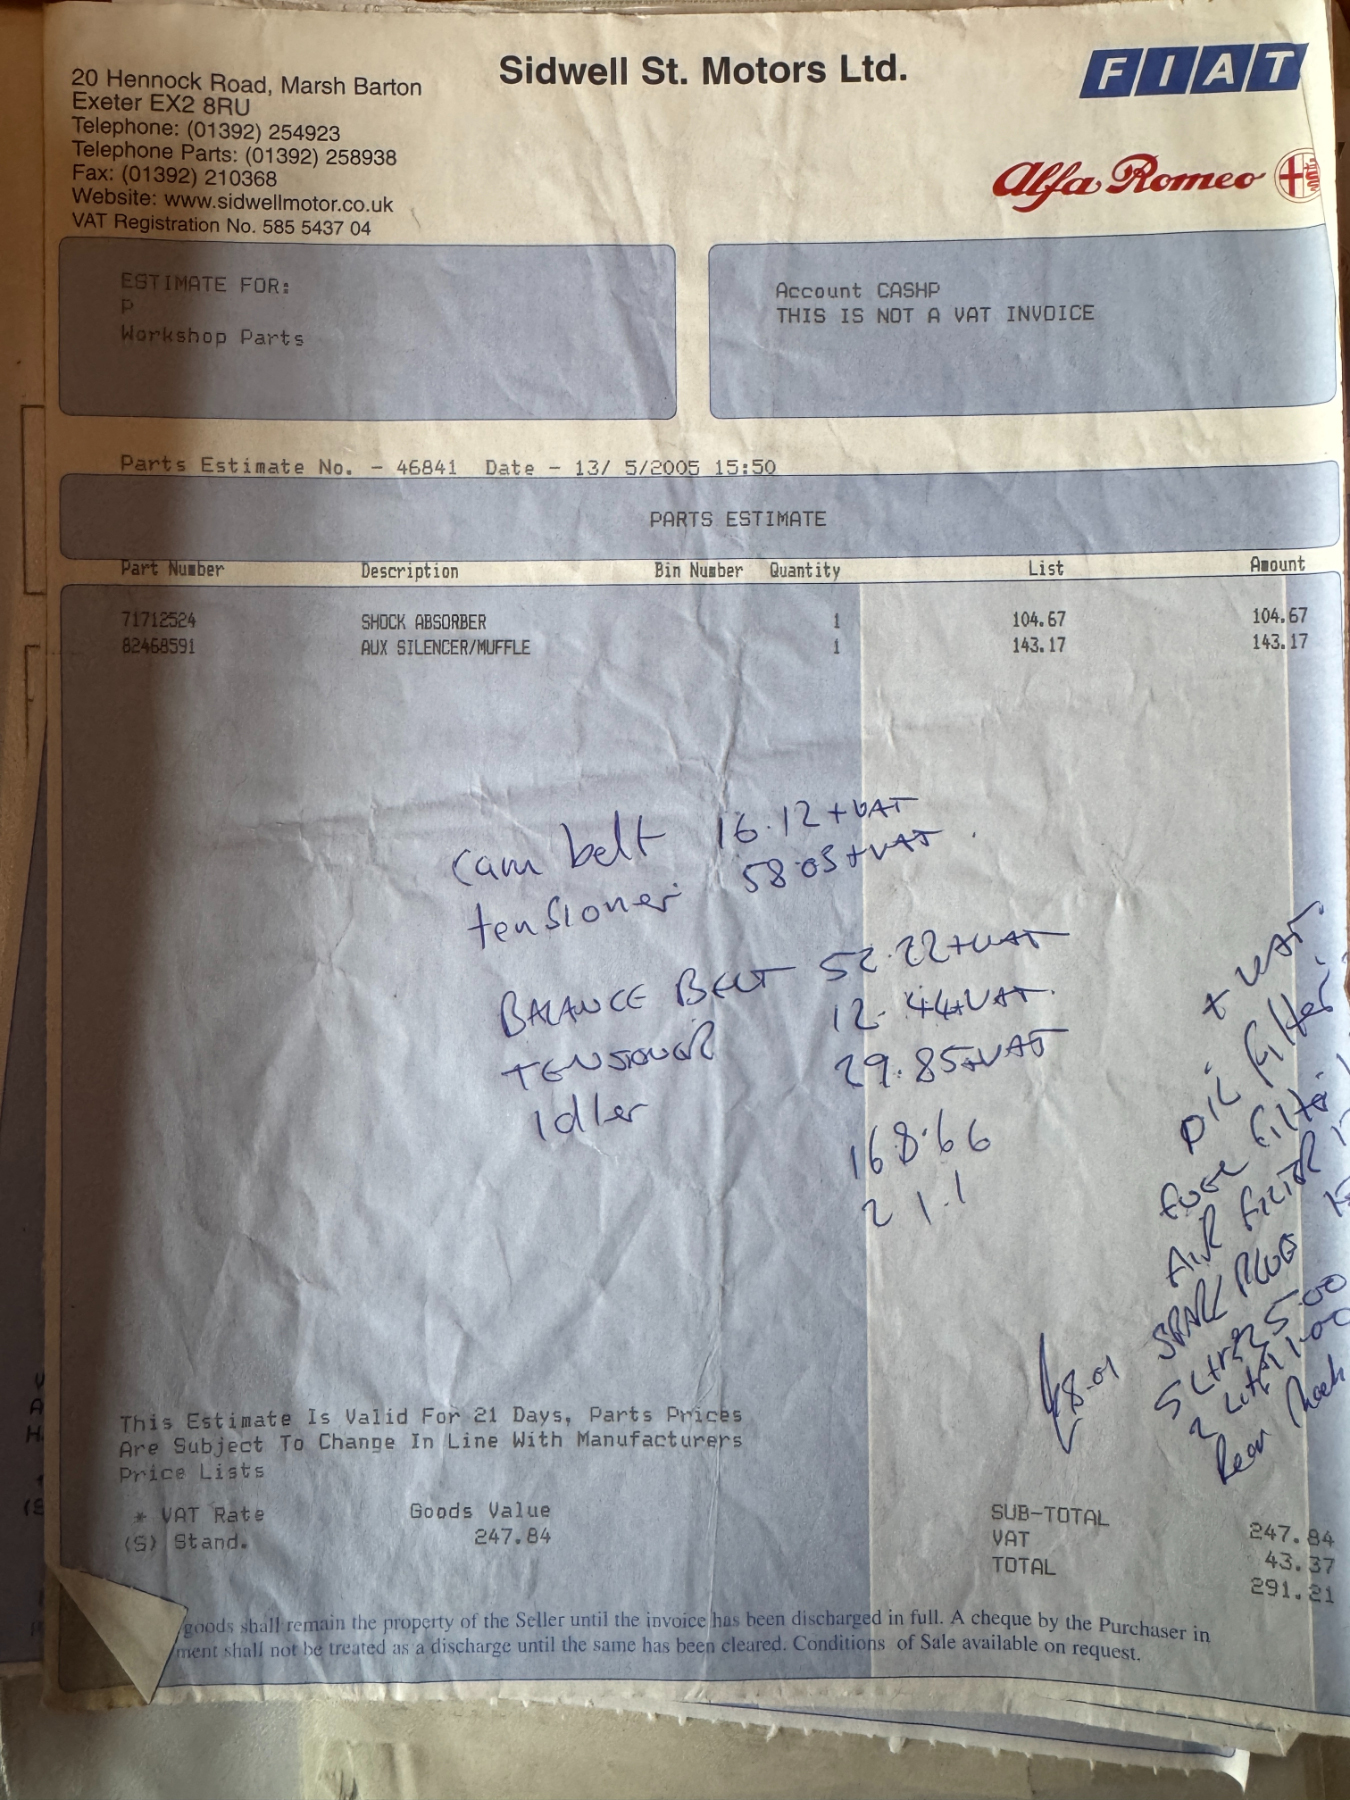 Sidwell St. Motors Ltd.
FIAT
Alfa Romeo
20 Hennock Road, Marsh Barton
Exeter EX2 8RU
Telephone: (01392) 254923
Telephone Parts: (01392) 258938
Fax: (01392) 210368
Website: www.sidwellmotor.co.uk
VAT Registration No. 585 5437 04
ESTIMATE FOR:
P
Workshop Parts
Account CASHP
THIS IS NOT A VAT INVOICE
Parts Estimate No. - 46841 Date - 13/ 5/2005 15:50
PARTS ESTIMATE
Part Number Description Bin Number Quantity List Amount
71712524 SHOCK ABSORBER 1 104.67 104.67
82468591 AUX SILENCER/MUFFLE 1 143.17 143.17
cam belt 16.12+VAT
tensioner 58.05+VAT
BALANCE BELT 52.22+VAT
TENSIONER 12.44+VAT
Idler 29.85+VAT
168.66
21.1
+ VAT.
OIL filter
FUEL filter
AIR FILTER
SPARK PLUGS
5 Ltrs 25.00
2 11.00
Rear
This Estimate Is Valid For 21 Days, Parts Prices
Are Subject To Change In Line With Manufacturers
Price Lists
* VAT Rate Goods Value
(S) Stand. 247.84
SUB-TOTAL 247.84
VAT 43.37
TOTAL 291.21
goods shall remain the property of the Seller until the invoice has been discharged in full. A cheque by the Purchaser in
ment shall not be treated as a discharge until the same has been cleared. Conditions of Sale available on request.